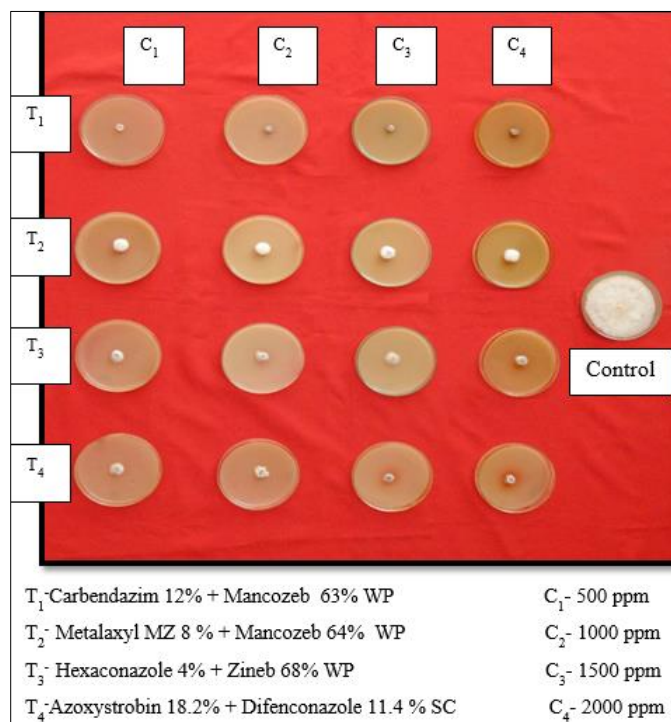 C₁ C₂ C₃ C₄
T₁
T₂
T₃
Control
T₄
T₁-Carbendazim 12% + Mancozeb 63% WP C₁- 500 ppm
T₂- Metalaxyl MZ 8 % + Mancozeb 64% WP C₂- 1000 ppm
T₃- Hexaconazole 4% + Zineb 68% WP C₃- 1500 ppm
T₄-Azoxystrobin 18.2% + Difenconazole 11.4 % SC C₄- 2000 ppm